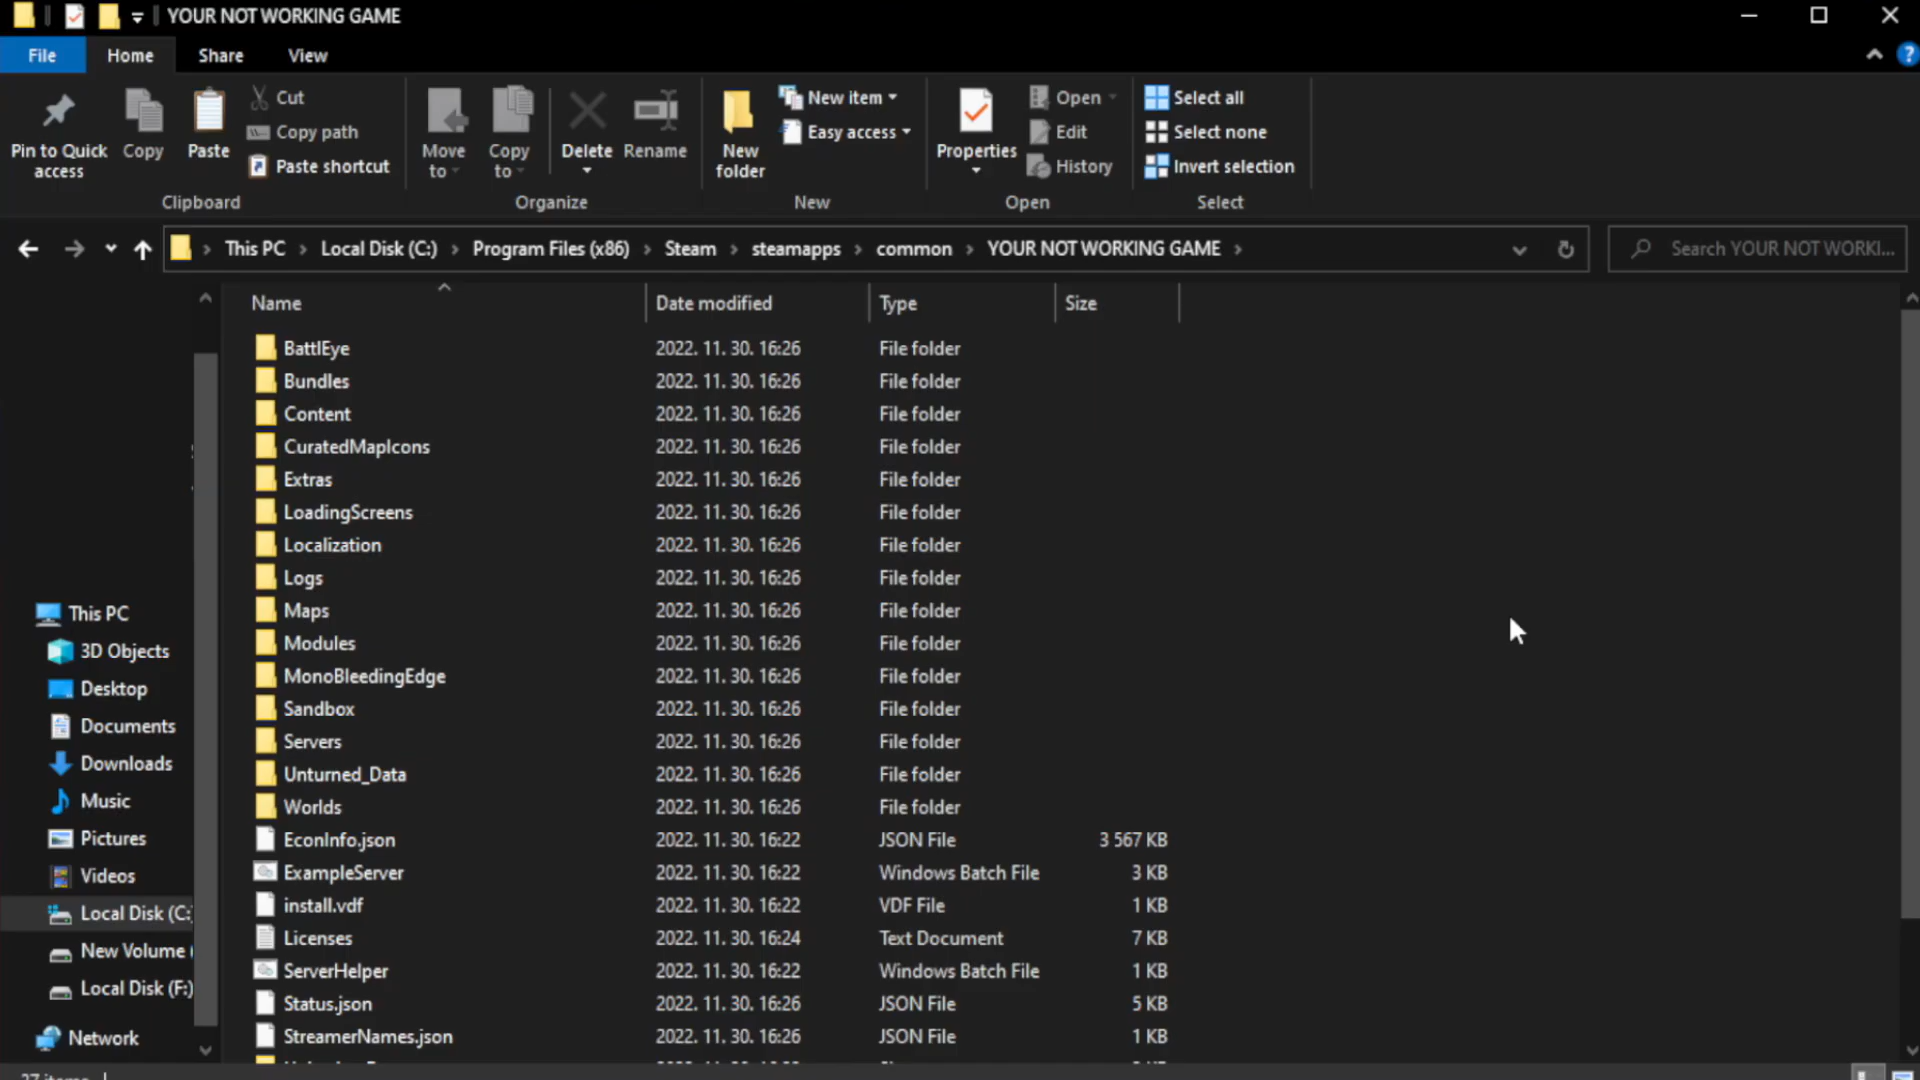 YOUR NOT WORKING GAME
File Home Share View
Pin to Quick access
Copy
Paste
Cut
Copy path
Paste shortcut
Clipboard
Move to
Copy to
Delete
Rename
Organize
New folder
New item
Easy access
New
Properties
Open
Edit
History
Open
Select all
Select none
Invert selection
Select
This PC Local Disk (C:) Program Files (x86) Steam steamapps common YOUR NOT WORKING GAME
Search YOUR NOT WORKI...
Name Date modified Type Size
BattlEye 2022. 11. 30. 16:26 File folder
Bundles 2022. 11. 30. 16:26 File folder
Content 2022. 11. 30. 16:26 File folder
CuratedMapIcons 2022. 11. 30. 16:26 File folder
Extras 2022. 11. 30. 16:26 File folder
LoadingScreens 2022. 11. 30. 16:26 File folder
Localization 2022. 11. 30. 16:26 File folder
Logs 2022. 11. 30. 16:26 File folder
Maps 2022. 11. 30. 16:26 File folder
Modules 2022. 11. 30. 16:26 File folder
MonoBleedingEdge 2022. 11. 30. 16:26 File folder
Sandbox 2022. 11. 30. 16:26 File folder
Servers 2022. 11. 30. 16:26 File folder
Unturned_Data 2022. 11. 30. 16:26 File folder
Worlds 2022. 11. 30. 16:26 File folder
EconInfo.json 2022. 11. 30. 16:22 JSON File 3 567 KB
ExampleServer 2022. 11. 30. 16:22 Windows Batch File 3 KB
install.vdf 2022. 11. 30. 16:22 VDF File 1 KB
Licenses 2022. 11. 30. 16:24 Text Document 7 KB
ServerHelper 2022. 11. 30. 16:22 Windows Batch File 1 KB
Status.json 2022. 11. 30. 16:26 JSON File 5 KB
StreamerNames.json 2022. 11. 30. 16:26 JSON File 1 KB
This PC
3D Objects
Desktop
Documents
Downloads
Music
Pictures
Videos
Local Disk (C:
New Volume (
Local Disk (F:)
Network